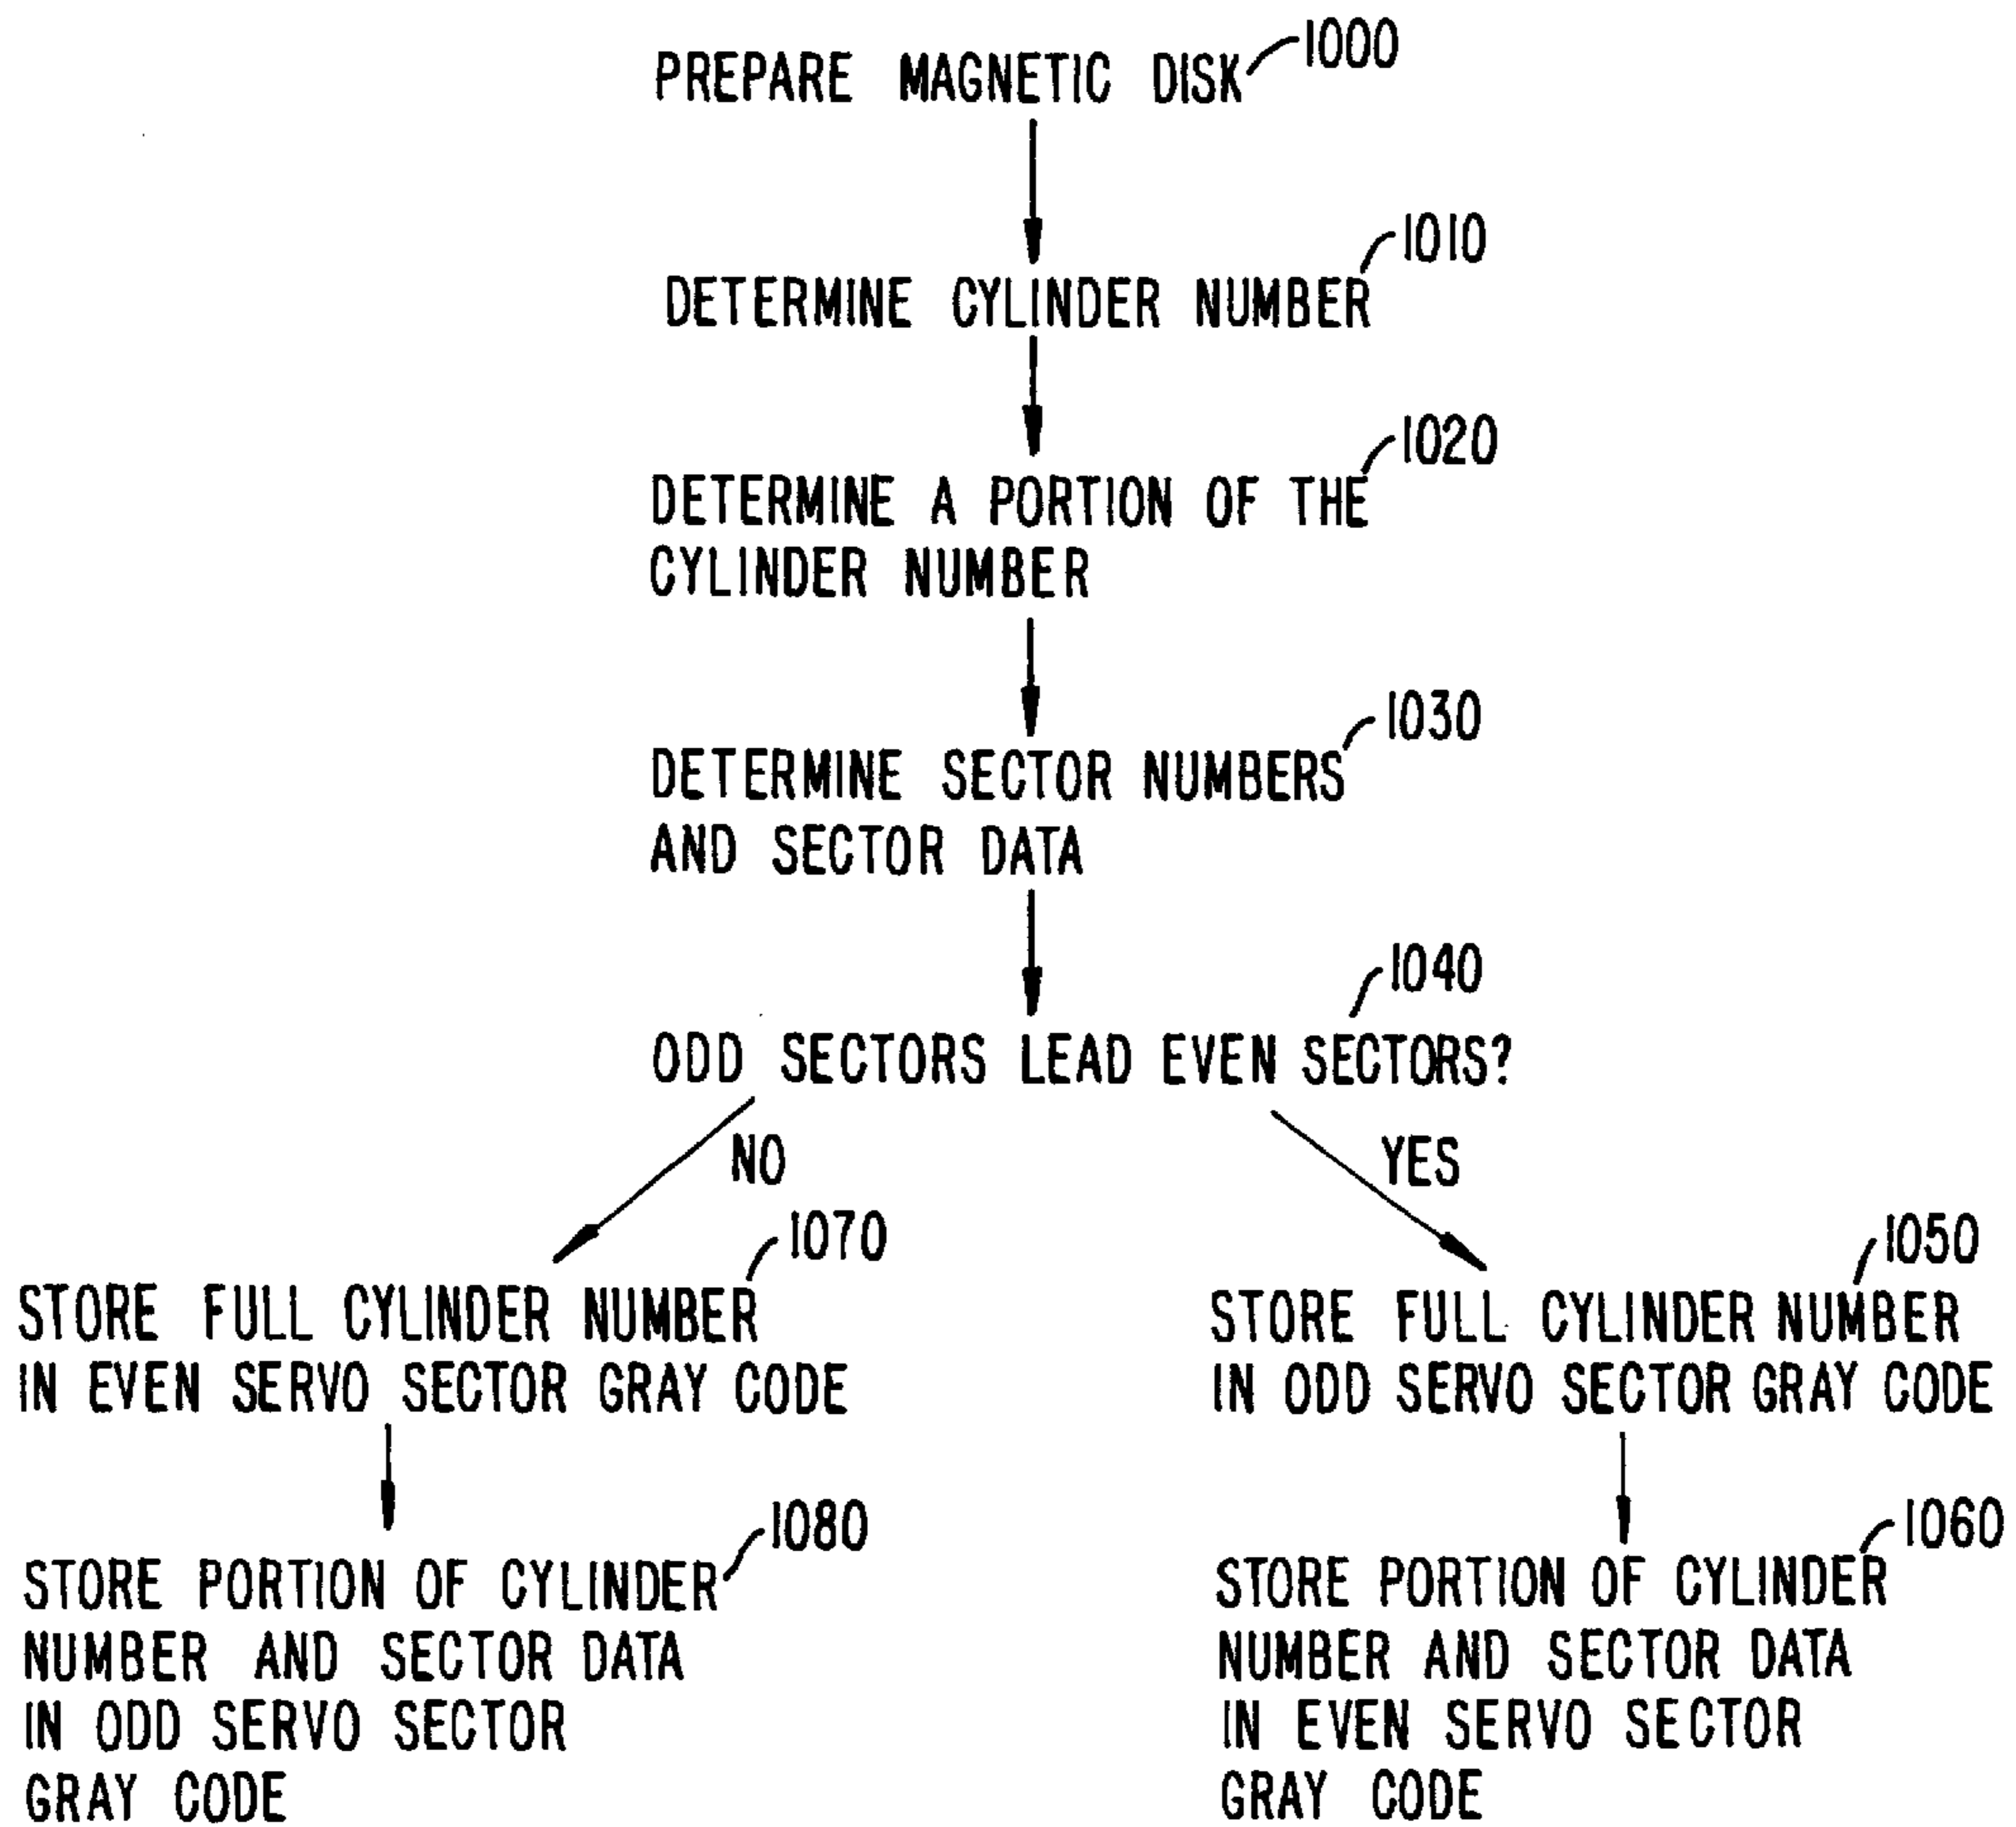 PREPARE MAGNETIC DISK 1000
DETERMINE CYLINDER NUMBER 1010
DETERMINE A PORTION OF THE 1020
CYLINDER NUMBER
DETERMINE SECTOR NUMBERS 1030
AND SECTOR DATA
1040
ODD SECTORS LEAD EVEN SECTORS?
NO
YES
1070
STORE FULL CYLINDER NUMBER
IN EVEN SERVO SECTOR GRAY CODE
1080
STORE PORTION OF CYLINDER
NUMBER AND SECTOR DATA
IN ODD SERVO SECTOR
GRAY CODE
1050
STORE FULL CYLINDER NUMBER
IN ODD SERVO SECTOR GRAY CODE
1060
STORE PORTION OF CYLINDER
NUMBER AND SECTOR DATA
IN EVEN SERVO SECTOR
GRAY CODE